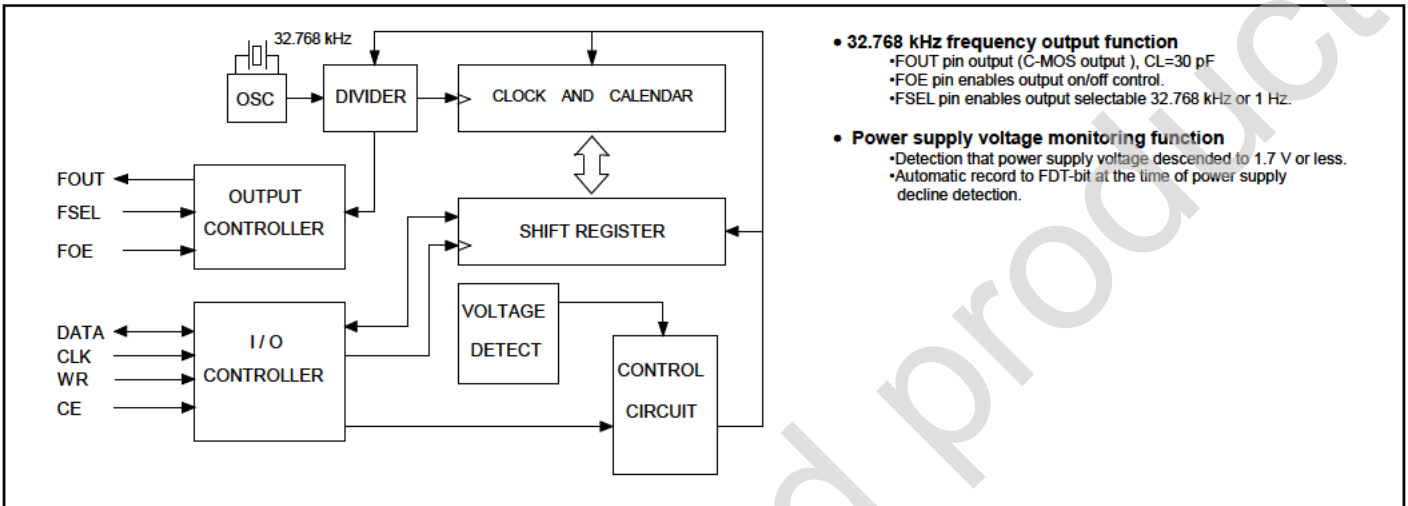 32.768 kHz
OSC
DIVIDER
CLOCK AND CALENDAR
FOUT
FSEL
FOE
OUTPUT
CONTROLLER
SHIFT REGISTER
DATA
CLK
WR
CE
I / O
CONTROLLER
VOLTAGE
DETECT
CONTROL
CIRCUIT
• 32.768 kHz frequency output function
•FOUT pin output (C-MOS output ), CL=30 pF
•FOE pin enables output on/off control.
•FSEL pin enables output selectable 32.768 kHz or 1 Hz.
• Power supply voltage monitoring function
•Detection that power supply voltage descended to 1.7 V or less.
•Automatic record to FDT-bit at the time of power supply
decline detection.
product